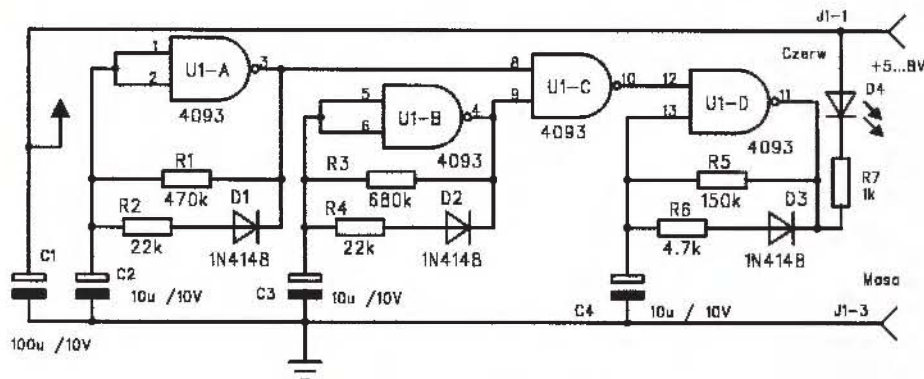 J1-1
1
2
3
U1-A
4093
8
9
10
U1-C
4093
12
13
11
U1-D
4093
Czerw
+5...8V
D4
5
6
4
U1-B
4093
R1
470k
R2
22k
D1
1N4148
R3
680k
R4
22k
D2
1N4148
R5
150k
R6
4.7k
D3
1N4148
R7
1k
C1
100u /10V
C2
10u /10V
C3
10u /10V
C4
10u / 10V
Masa
J1-3